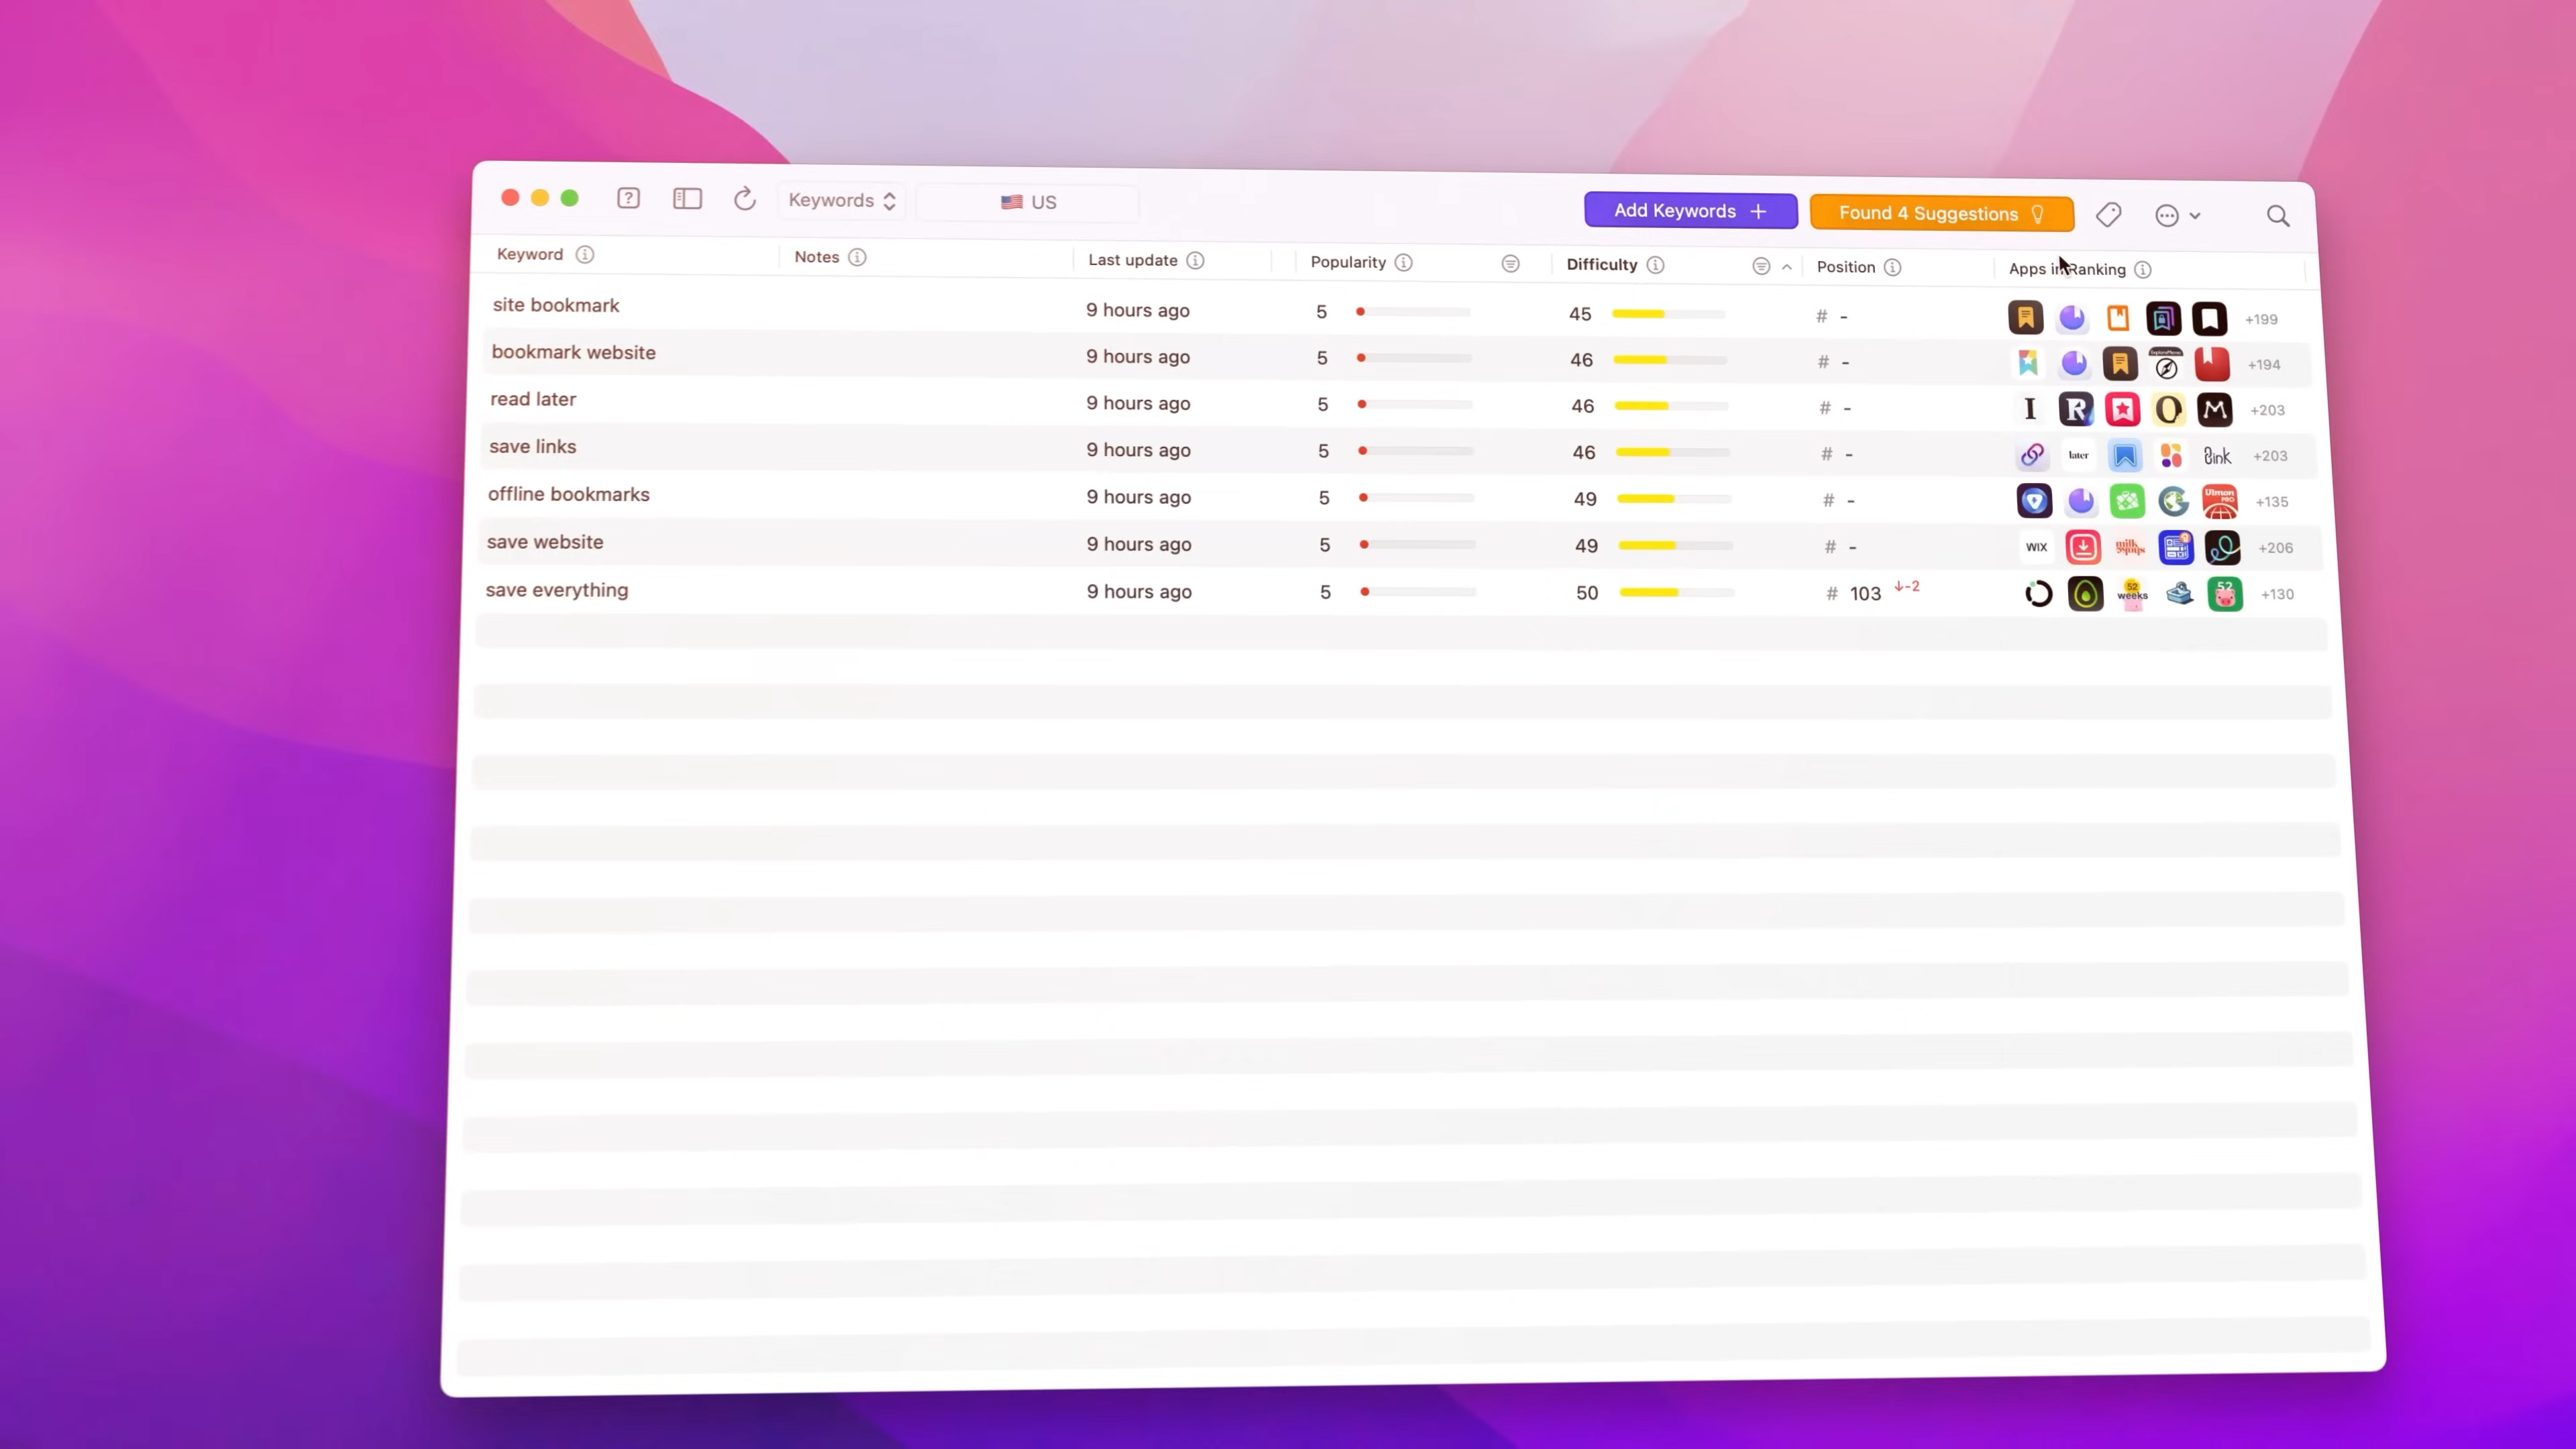 Keywords US Add Keywords + Found 4 Suggestions
Keyword Notes Last update Popularity Difficulty Position Apps in Ranking
site bookmark 9 hours ago 5 45 # - +199
bookmark website 9 hours ago 5 46 # - +194
read later 9 hours ago 5 46 # - I R O M +203
save links 9 hours ago 5 46 # - later +203
offline bookmarks 9 hours ago 5 49 # - Ulmon PRO +135
save website 9 hours ago 5 49 # - WIX +206
save everything 9 hours ago 5 50 # 103 ↓-2 52 weeks 52 +130